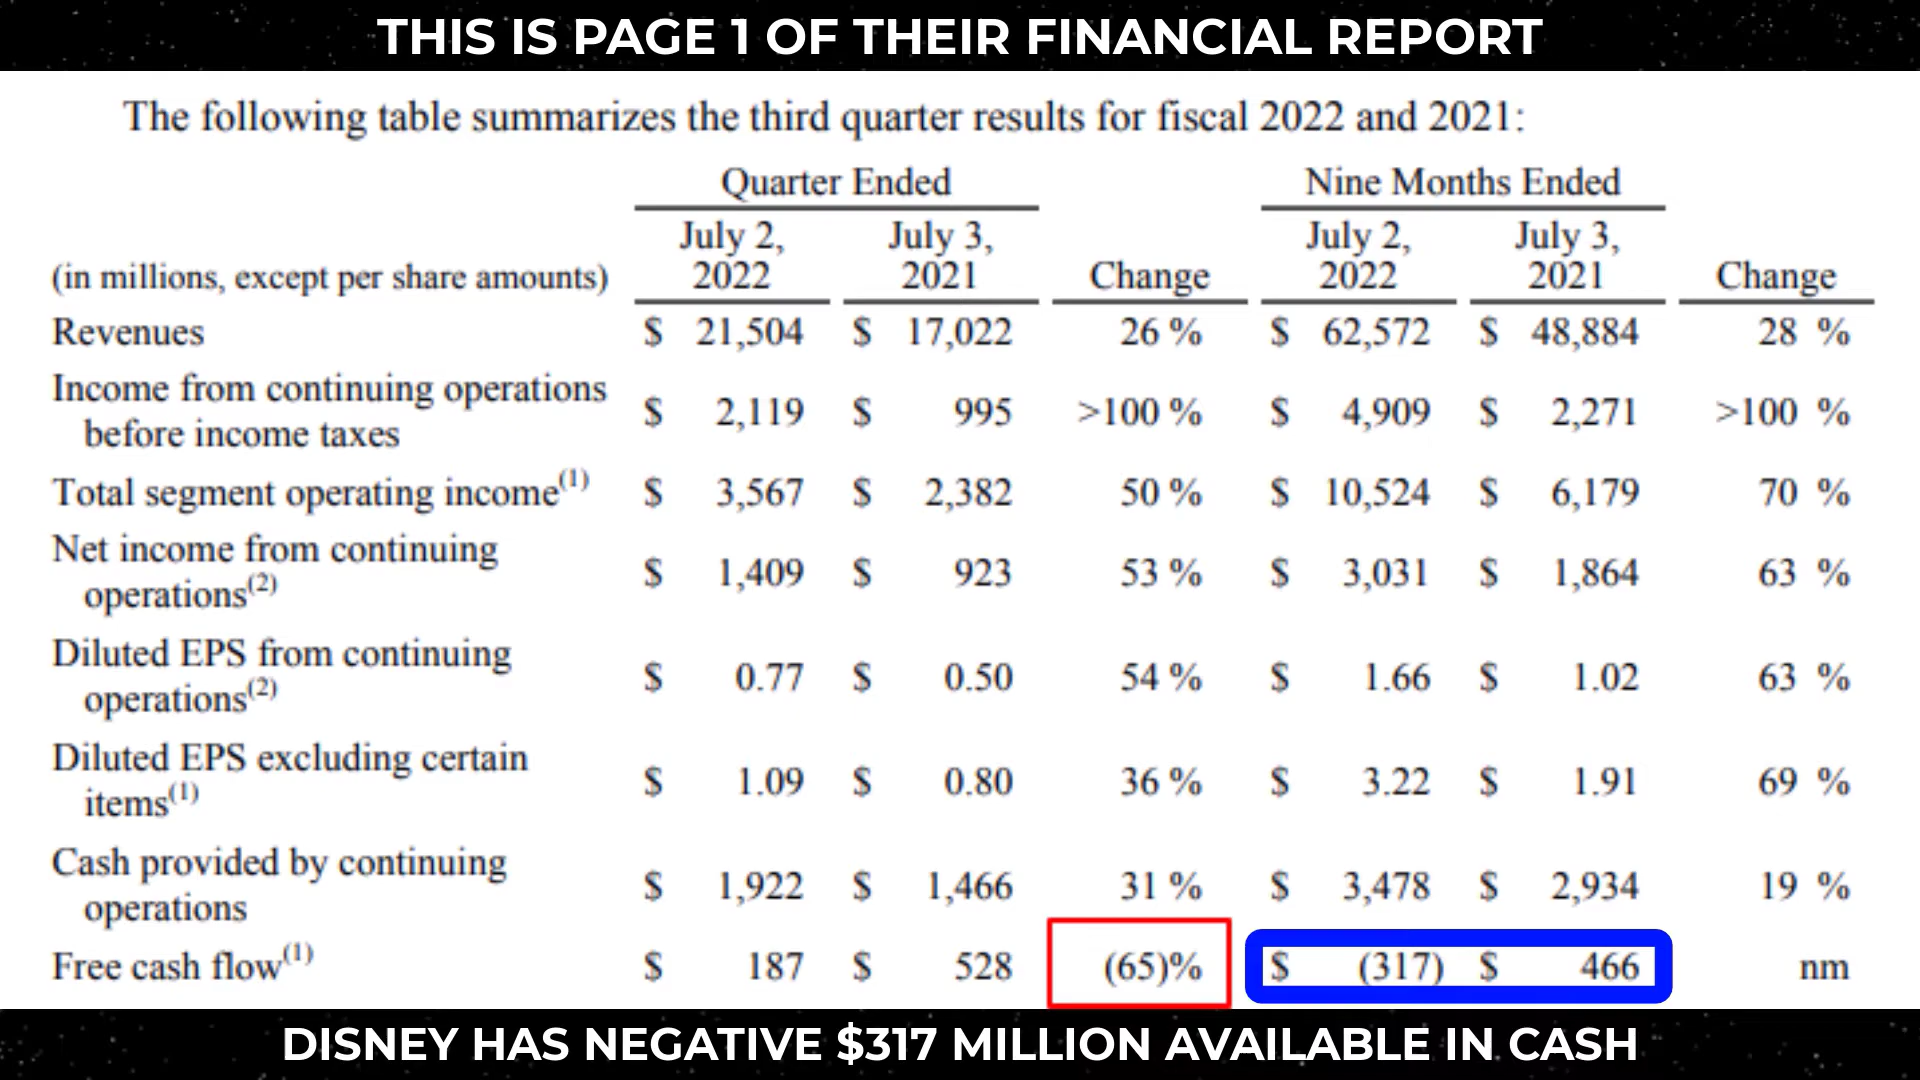 THIS IS PAGE 1 OF THEIR FINANCIAL REPORT
The following table summarizes the third quarter results for fiscal 2022 and 2021:
Quarter Ended Nine Months Ended
July 2, July 3, July 2, July 3,
(in millions, except per share amounts) 2022 2021 Change 2022 2021 Change
Revenues $ 21,504 $ 17,022 26 % $ 62,572 $ 48,884 28 %
Income from continuing operations
before income taxes $ 2,119 $ 995 >100 % $ 4,909 $ 2,271 >100 %
Total segment operating income(1) $ 3,567 $ 2,382 50 % $ 10,524 $ 6,179 70 %
Net income from continuing
operations(2) $ 1,409 $ 923 53 % $ 3,031 $ 1,864 63 %
Diluted EPS from continuing
operations(2) $ 0.77 $ 0.50 54 % $ 1.66 $ 1.02 63 %
Diluted EPS excluding certain
items(1) $ 1.09 $ 0.80 36 % $ 3.22 $ 1.91 69 %
Cash provided by continuing
operations $ 1,922 $ 1,466 31 % $ 3,478 $ 2,934 19 %
Free cash flow(1) $ 187 $ 528 (65)% $ (317) $ 466 nm
DISNEY HAS NEGATIVE $317 MILLION AVAILABLE IN CASH